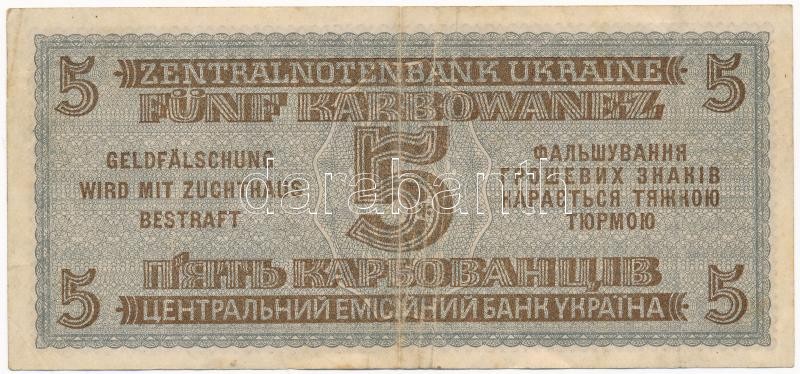 5 ZENTRALNOTENBANK UKRAINE 5
FÜNF KARBOWANEZ
GELDFÄLSCHUNG
WIRD MIT ZUCHTHAUS
BESTRAFT
5
ФАЛЬШУВАННЯ
ГРОШЕВИХ ЗНАКІВ
КАРАЄТЬСЯ ТЯЖКОЮ
ТЮРМОЮ
darabanth
П'ЯТЬ КАРБОВАНЦІВ
5 ЦЕНТРАЛЬНИЙ ЕМІСІЙНИЙ БАНК УКРАЇНА 5